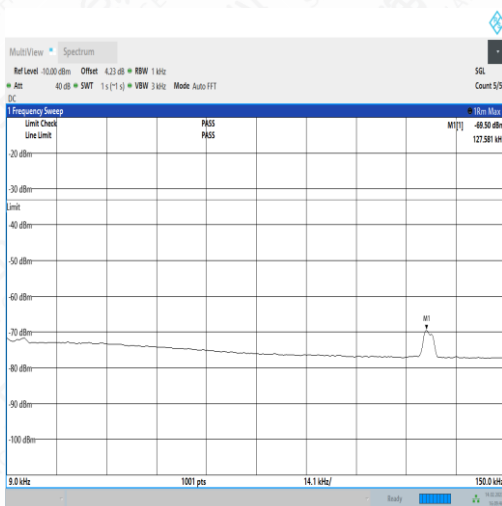 MultiView Spectrum
Ref Level -10.00 dBm Offset 4.23 dB RBW 1 kHz SGL
Att 40 dB SWT 1 s (~1 s) VBW 3 kHz Mode Auto FFT Count 5/5
DC
1 Frequency Sweep 1Rm Max
Limit Check PASS M1[1] -69.50 dBm
Line Limit PASS 127.581 kHz
-20 dBm
-30 dBm
Limit
-40 dBm
-50 dBm
-60 dBm
M1
-70 dBm
-80 dBm
-90 dBm
-100 dBm
9.0 kHz 1001 pts 14.1 kHz/ 150.0 kHz
Ready